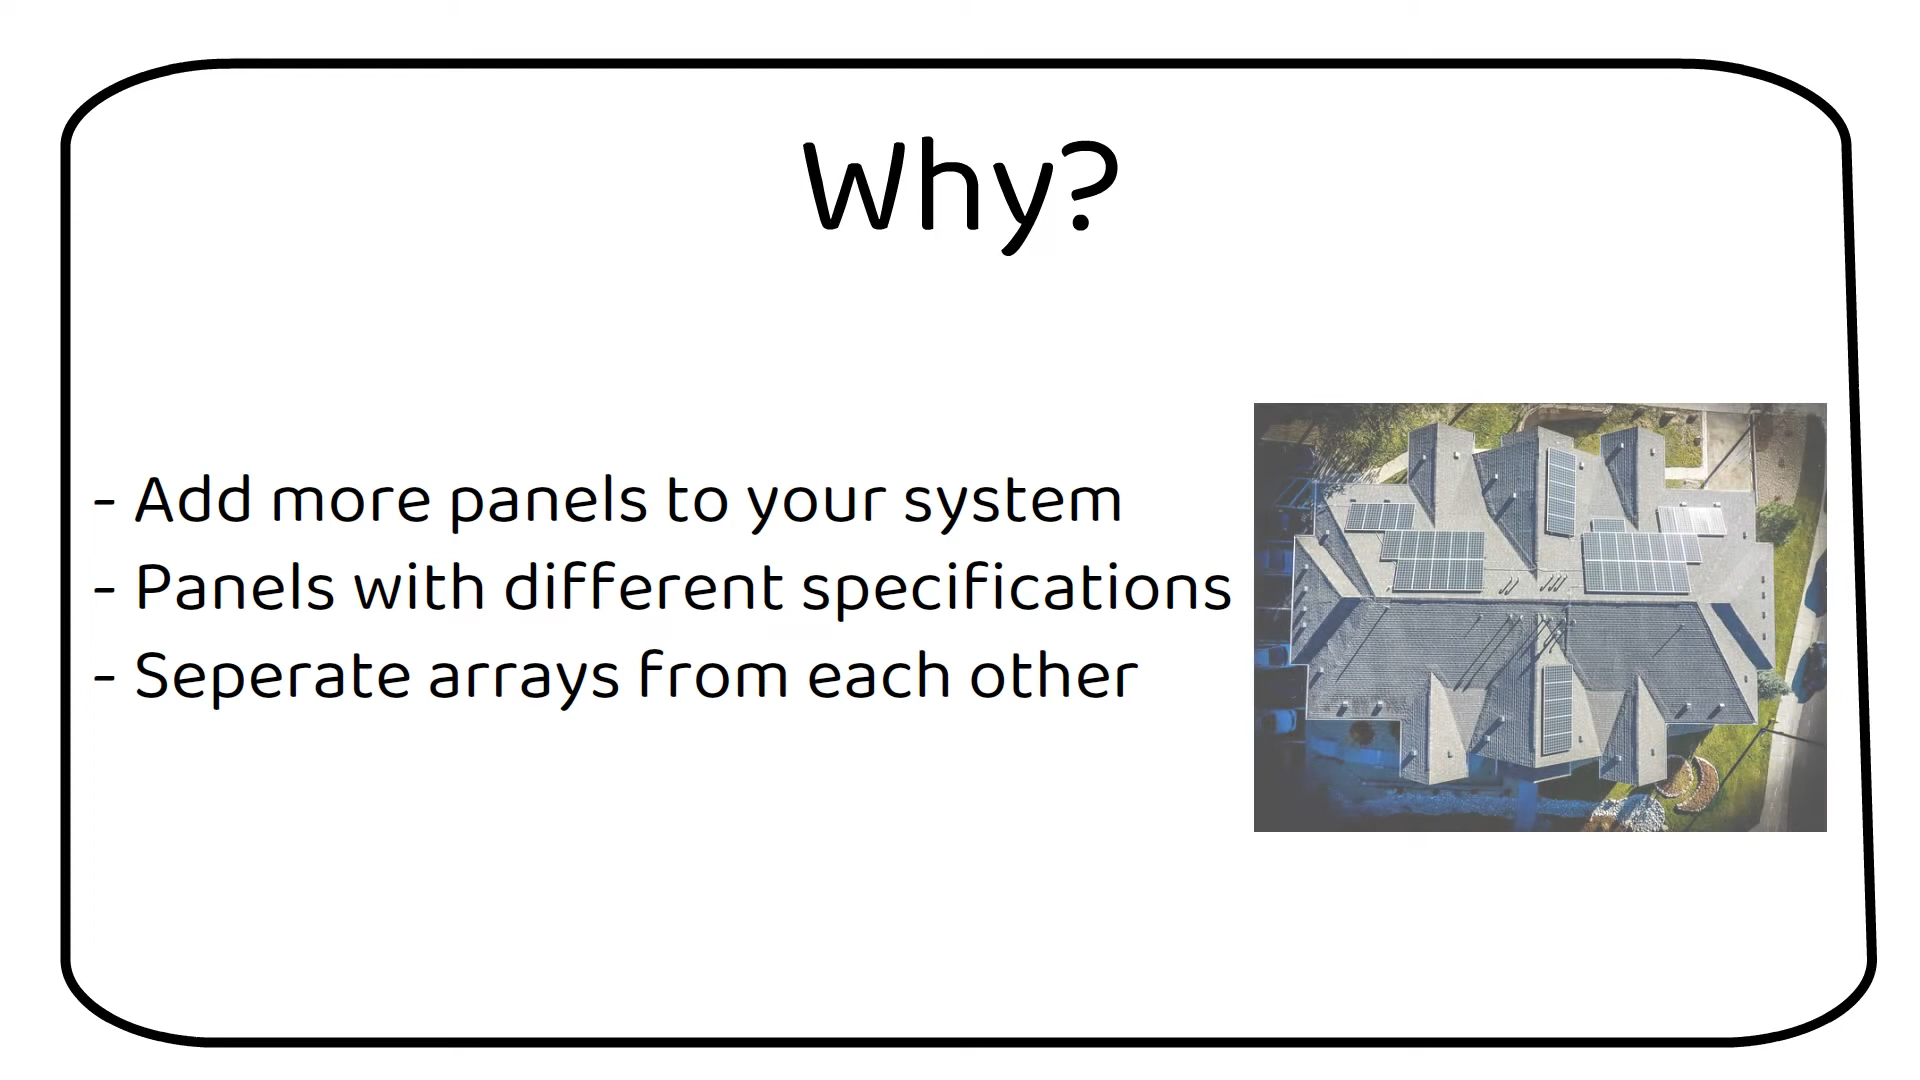 Why?
- Add more panels to your system
- Panels with different specifications
- Seperate arrays from each other